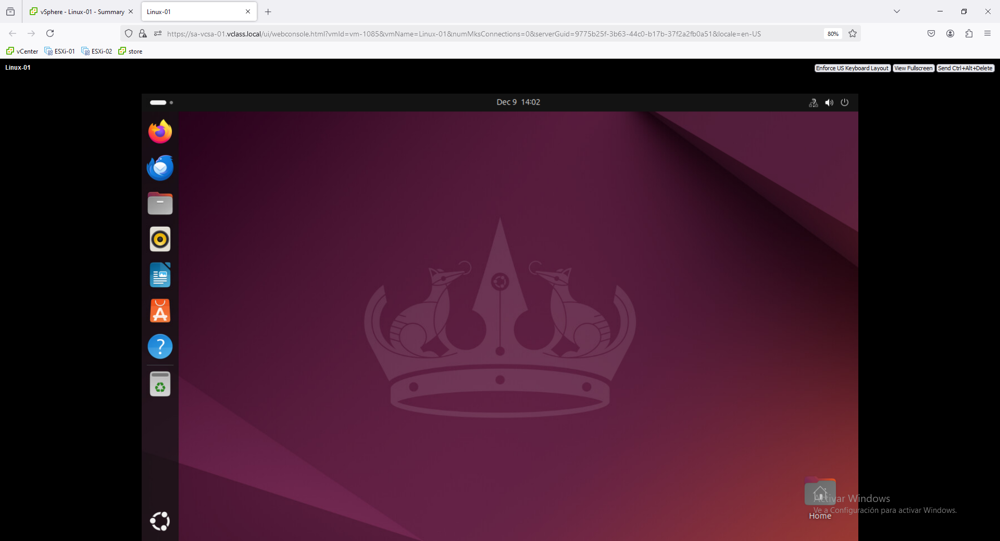 vSphere - Linux-01 - Summary
Linux-01
https://sa-vcsa-01.vclass.local/ui/webconsole.html?vmId=vm-1085&vmName=Linux-01&numMksConnections=0&serverGuid=9775b25f-3b63-44c0-b17b-37f2a2fb0a51&locale=en-US
80%
vCenter
ESXi-01
ESXi-02
store
Linux-01
Enforce US Keyboard Layout
View Fullscreen
Send Ctrl+Alt+Delete
Dec 9 14:02
Activar Windows
Ve a Configuración para activar Windows.
Home